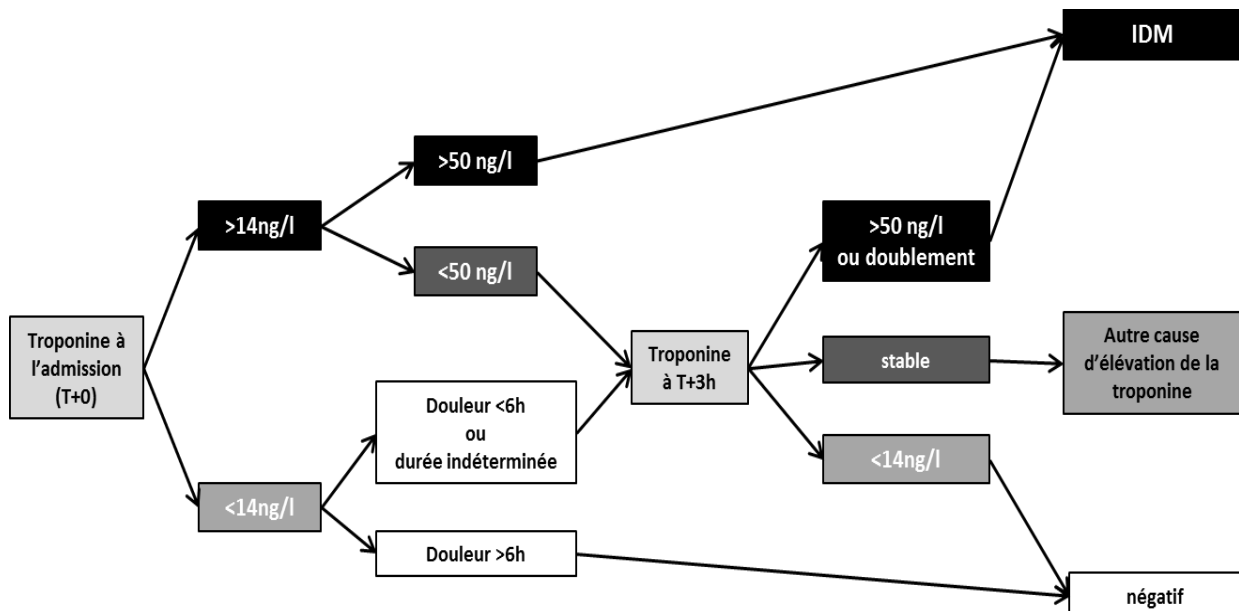 IDM
>50 ng/l
>14ng/l
>50 ng/l
ou doublement
<50 ng/l
Troponine à
l’admission
(T+0)
Troponine
à T+3h
stable
Autre cause
d’élévation de la
troponine
Douleur <6h
ou
durée indéterminée
<14ng/l
<14ng/l
Douleur >6h
négatif